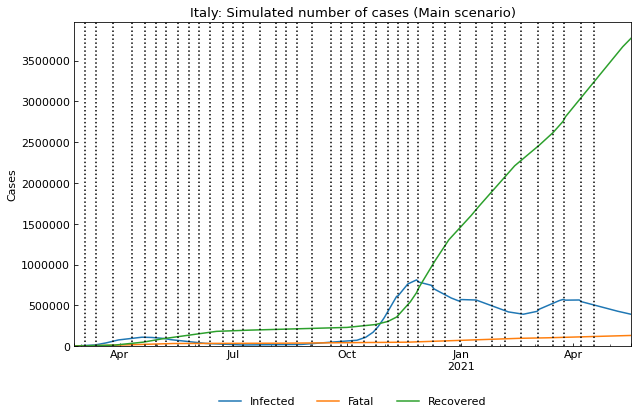 Italy: Simulated number of cases (Main scenario)
3500000
3000000
2500000
2000000
1500000
1000000
500000
0
Cases
Apr Jul Oct Jan Apr
2021
Infected Fatal Recovered